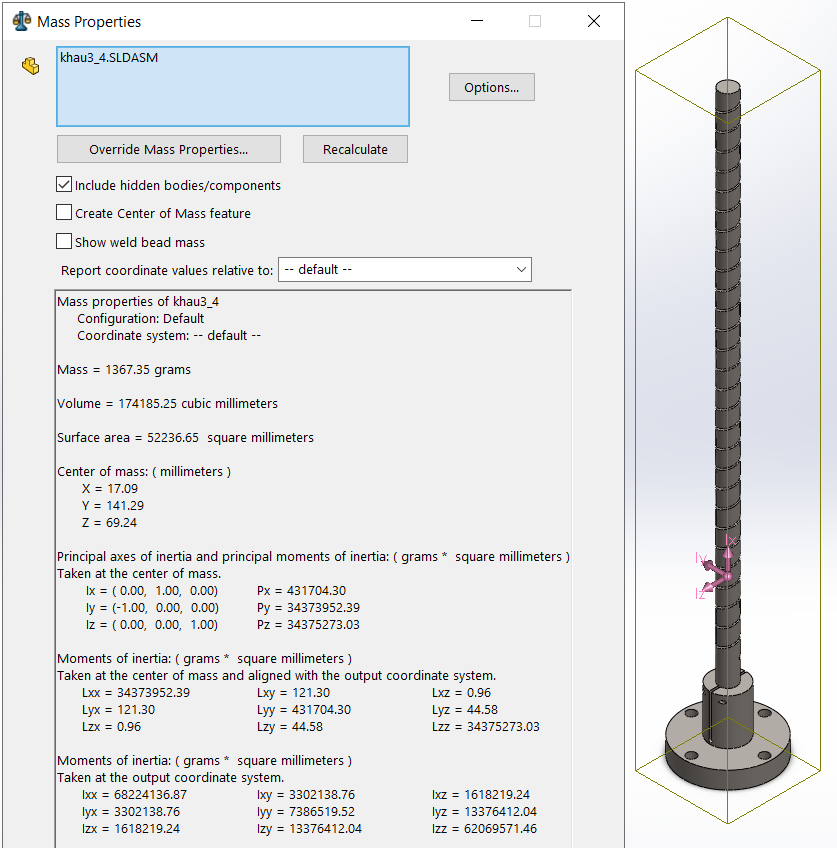 Mass Properties
khau3_4.SLDASM
Options...
Override Mass Properties...
Recalculate
Include hidden bodies/components
Create Center of Mass feature
Show weld bead mass
Report coordinate values relative to: -- default --
Mass properties of khau3_4
Configuration: Default
Coordinate system: -- default --
Mass = 1367.35 grams
Volume = 174185.25 cubic millimeters
Surface area = 52236.65 square millimeters
Center of mass: ( millimeters )
X = 17.09
Y = 141.29
Z = 69.24
Principal axes of inertia and principal moments of inertia: ( grams * square millimeters )
Taken at the center of mass.
Ix = ( 0.00, 1.00, 0.00) Px = 431704.30
Iy = (-1.00, 0.00, 0.00) Py = 34373952.39
Iz = ( 0.00, 0.00, 1.00) Pz = 34375273.03
Moments of inertia: ( grams * square millimeters )
Taken at the center of mass and aligned with the output coordinate system.
Lxx = 34373952.39 Lxy = 121.30 Lxz = 0.96
Lyx = 121.30 Lyy = 431704.30 Lyz = 44.58
Lzx = 0.96 Lzy = 44.58 Lzz = 34375273.03
Moments of inertia: ( grams * square millimeters )
Taken at the output coordinate system.
Ixx = 68224136.87 Ixy = 3302138.76 Ixz = 1618219.24
Iyx = 3302138.76 Iyy = 7386519.52 Iyz = 13376412.04
Izx = 1618219.24 Izy = 13376412.04 Izz = 62069571.46
Ix
Iy
Iz